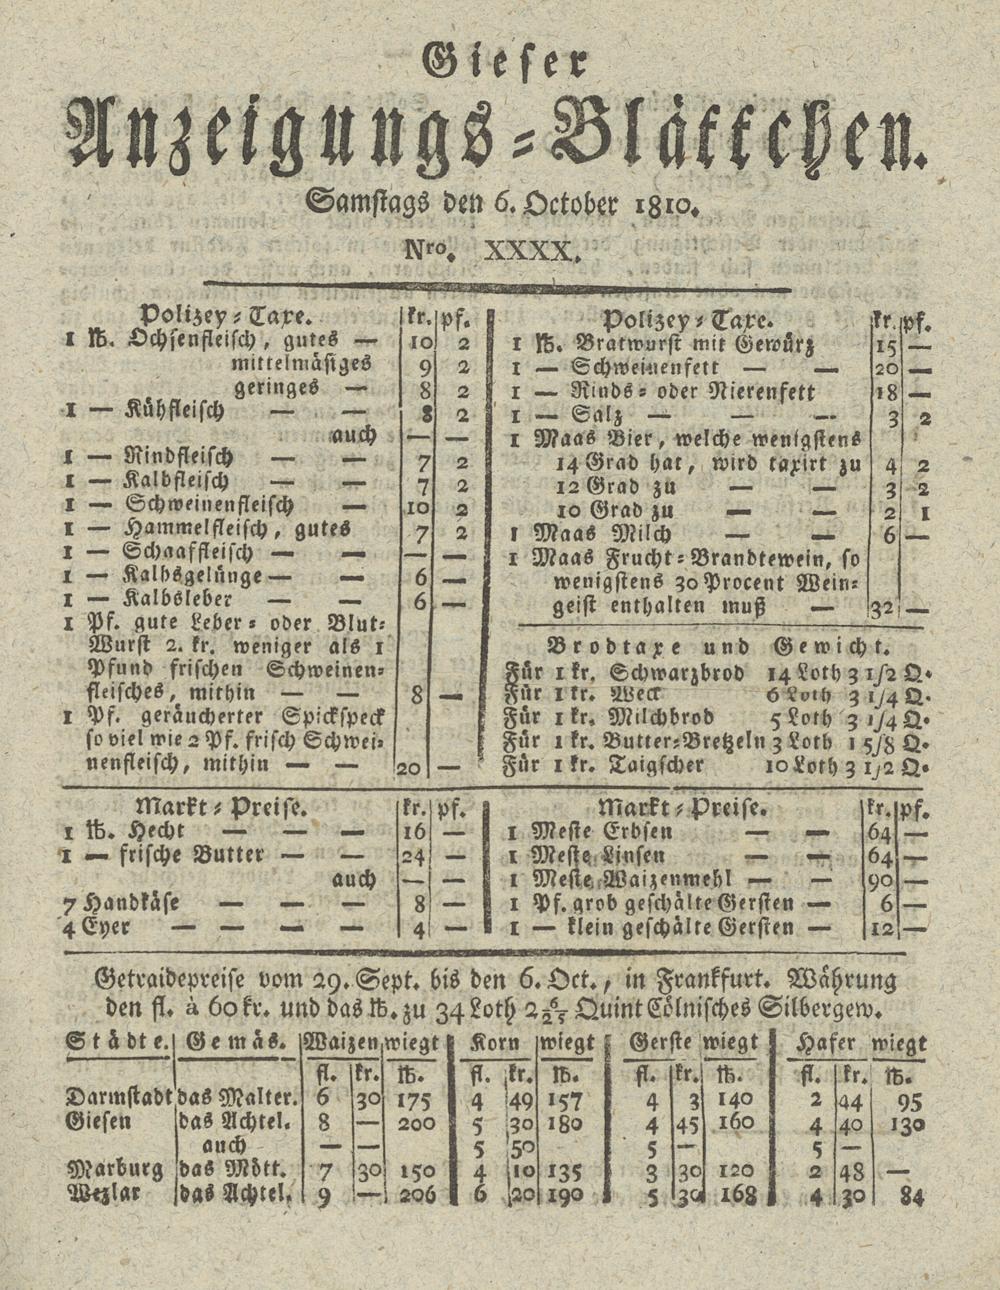 Gieser
Anzeigungs-Blättchen.
Samstags den 6. October 1810.
Nro. XXXX.
Polizey-Taxe. kr. pf.
1 ℔. Ochsenfleisch, gutes — 10 2
mittelmäsiges 9 2
geringes — 8 2
1 — Kühfleisch — — 8 2
auch — —
1 — Rindfleisch — — 7 2
1 — Kalbfleisch — — 7 2
1 — Schweinenfleisch — 10 2
1 — Hammelfleisch, gutes 7 2
1 — Schaaffleisch — — — —
1 — Kalbsgelünge — — 6 —
1 — Kalbsleber — — 6 —
1 Pf. gute Leber- oder Blut-
Wurst 2. kr. weniger als 1
Pfund frischen Schweinen-
fleisches, mithin — — 8 —
1 Pf. geräucherter Spickspeck
so viel wie 2 Pf. frisch Schwei-
nenfleisch, mithin — — 20 —
Polizey-Taxe. kr. pf.
1 ℔. Bratwurst mit Gewürz 15 —
1 — Schweinenfett — — 20 —
1 — Rinds- oder Nierenfett 18 —
1 — Salz — — — 3 2
1 Maas Bier, welche wenigstens
14 Grad hat, wird taxirt zu 4 2
12 Grad zu — — 3 2
10 Grad zu — — 2 1
1 Maas Milch — — 6 —
1 Maas Frucht-Brandtewein, so
wenigstens 30 Procent Wein-
geist enthalten muß — 32 —
Brodtaxe und Gewicht.
Für 1 kr. Schwarzbrod 14 Loth 3 1/2 Q.
Für 1 kr. Weck 6 Loth 3 1/4 Q.
Für 1 kr. Milchbrod 5 Loth 3 1/4 Q.
Für 1 kr. Butter-Bretzeln 3 Loth 1 5/8 Q.
Für 1 kr. Taigscher 10 Loth 3 1/2 Q.
Markt-Preise. kr. pf.
1 ℔. Hecht — — — 16 —
1 — frische Butter — — 24 —
auch — —
7 Handkäse — — — 8 —
4 Eyer — — — — 4 —
Markt-Preise. kr. pf.
1 Meste Erbsen — — 64 —
1 Meste Linsen — — 64 —
1 Meste Waizenmehl — — 90 —
1 Pf. grob geschälte Gersten — 6 —
1 — klein geschälte Gersten — 12 —
Getraidepreise vom 29. Sept. bis den 6. Oct., in Frankfurt. Währung
den fl. à 60 kr. und das ℔. zu 34 Loth 2 Quint Cölnisches Silbergew.
Städte. Gemäs. Waizen wiegt Korn wiegt Gerste wiegt Hafer wiegt
fl. kr. ℔. fl. kr. ℔. fl. kr. ℔. fl. kr. ℔.
Darmstadt das Malter. 6 30 175 4 49 157 4 3 140 2 44 95
Giesen das Achtel. 8 — 200 5 30 180 4 45 160 4 40 130
auch — — 5 50 5 — 5 —
Marburg das Mött. 7 30 150 4 10 135 3 30 120 2 48 —
Wezlar das Achtel. 9 — 206 6 20 190 5 30 168 4 30 84